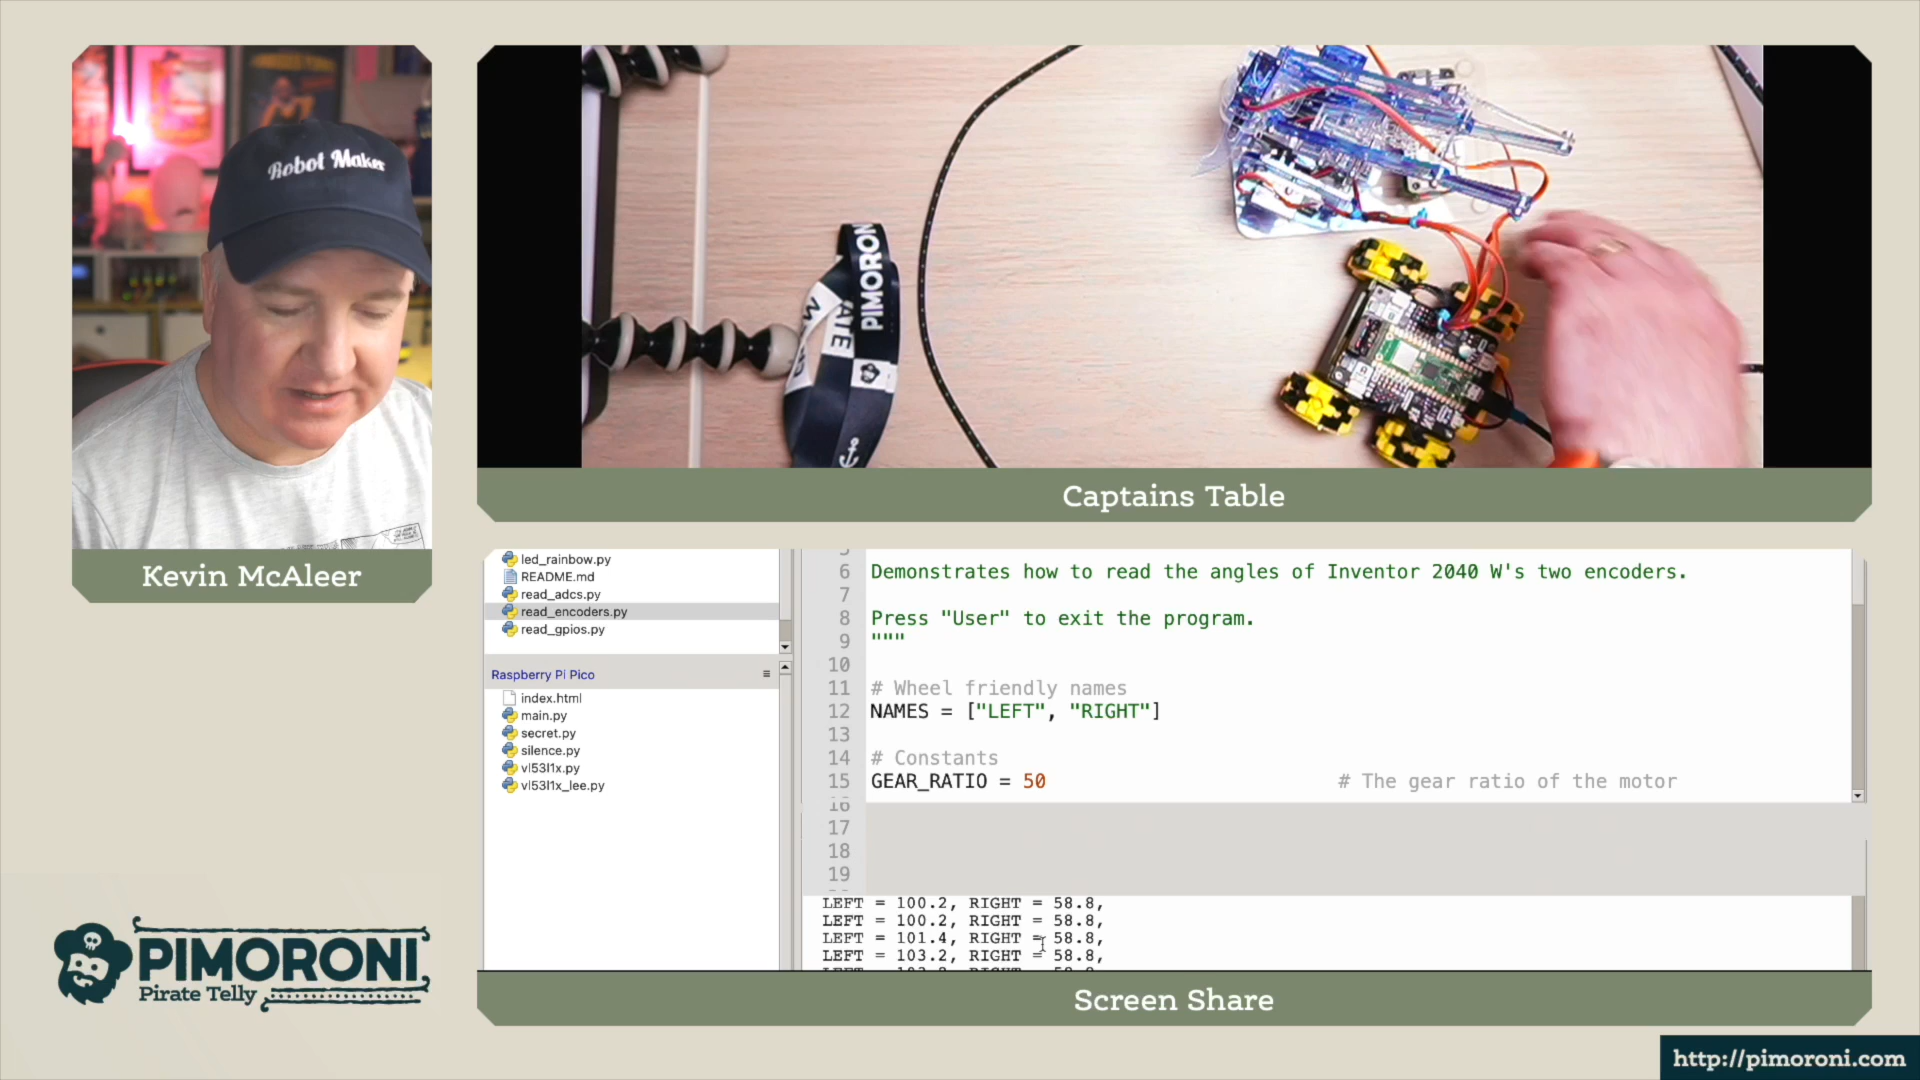 Robot Maker
Kevin McAleer
PIMORONI
Captains Table
led_rainbow.py
README.md
read_adcs.py
read_encoders.py
read_gpios.py
Raspberry Pi Pico
index.html
main.py
secret.py
silence.py
vl53l1x.py
vl53l1x_lee.py
6 Demonstrates how to read the angles of Inventor 2040 W's two encoders.
7
8 Press "User" to exit the program.
9 """
10
11 # Wheel friendly names
12 NAMES = ["LEFT", "RIGHT"]
13
14 # Constants
15 GEAR_RATIO = 50 # The gear ratio of the motor
16
17
18
19
LEFT = 100.2, RIGHT = 58.8,
LEFT = 100.2, RIGHT = 58.8,
LEFT = 101.4, RIGHT = 58.8,
LEFT = 103.2, RIGHT = 58.8,
Screen Share
PIMORONI
Pirate Telly
http://pimoroni.com